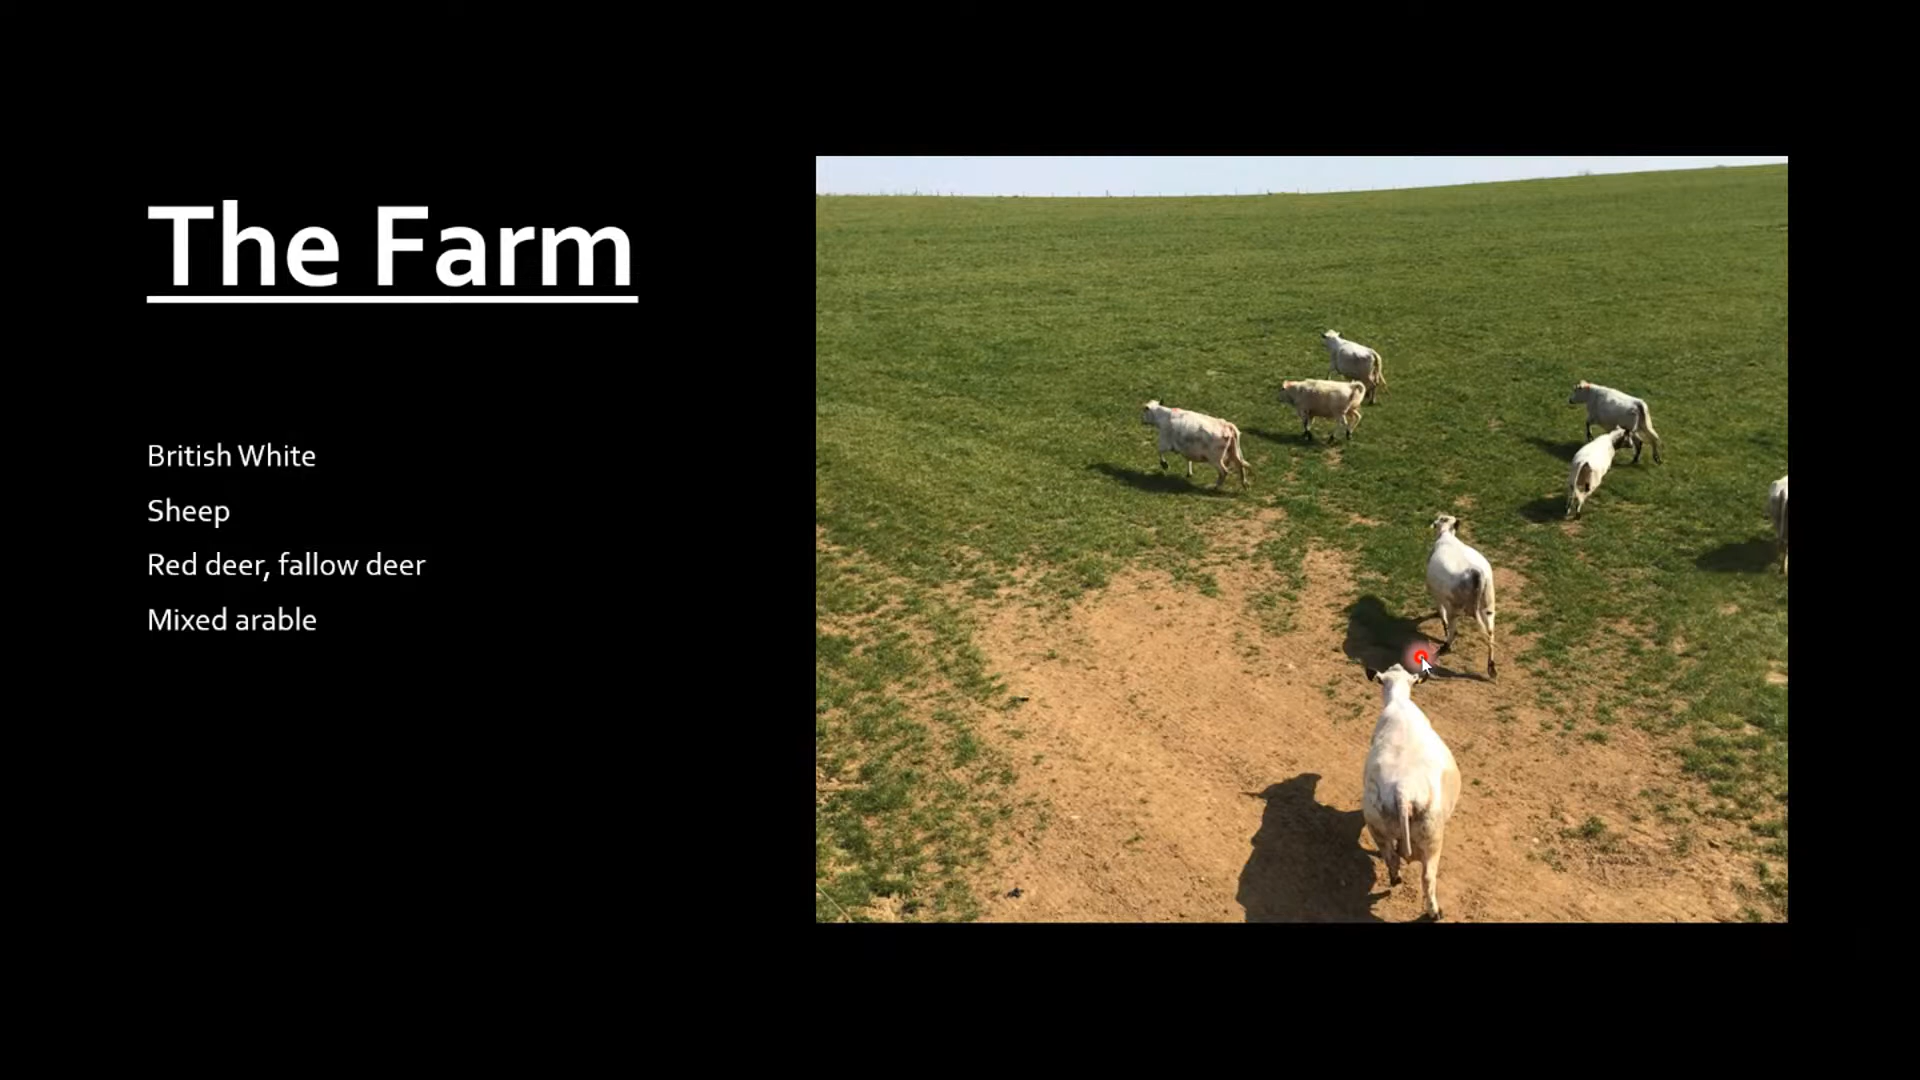 The Farm
British White
Sheep
Red deer, fallow deer
Mixed arable